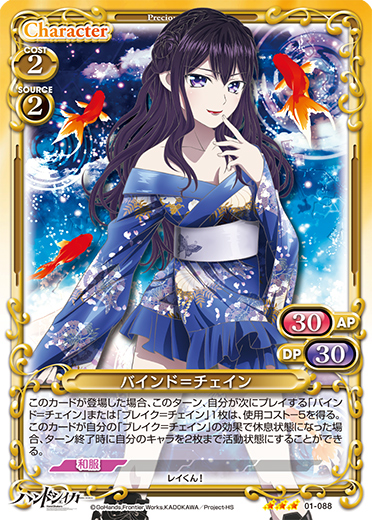 Precious
Character
COST
2
SOURCE
2
30 AP
DP 30
バインド＝チェイン
このカードが登場した場合、このターン、自分が次にプレイする「バイン
ド＝チェイン」または「ブレイク＝チェイン」1枚は、使用コスト－5を得る。
このカードが自分の「ブレイク＝チェイン」の効果で休息状態になった場
合、ターン終了時に自分のキャラを2枚まで活動状態にすることができ
る。
和服
レイくん！
ハンドシェイカー
©GoHands,Frontier Works,KADOKAWA／Project-HS
01-088